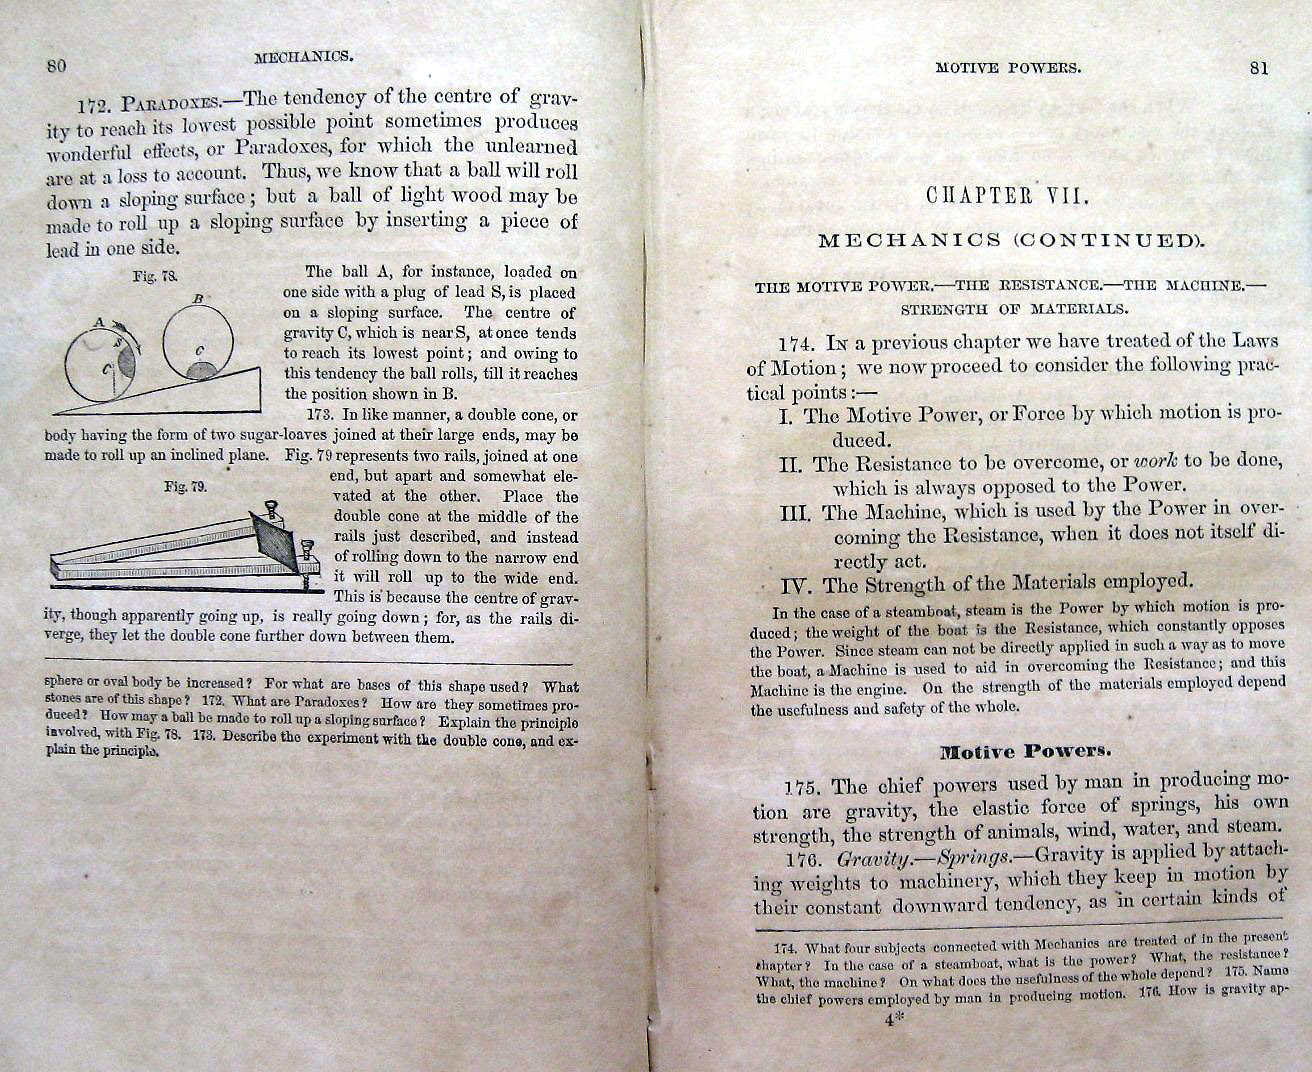 80
MECHANICS.
172. PARADOXES.—The tendency of the centre of grav-
ity to reach its lowest possible point sometimes produces
wonderful effects, or Paradoxes, for which the unlearned
are at a loss to account. Thus, we know that a ball will roll
down a sloping surface; but a ball of light wood may be
made to roll up a sloping surface by inserting a piece of
lead in one side.
Fig. 78.
A
S
C
B
C
The ball A, for instance, loaded on
one side with a plug of lead S, is placed
on a sloping surface. The centre of
gravity C, which is near S, at once tends
to reach its lowest point; and owing to
this tendency the ball rolls, till it reaches
the position shown in B.
173. In like manner, a double cone, or
body having the form of two sugar-loaves joined at their large ends, may be
made to roll up an inclined plane. Fig. 79 represents two rails, joined at one
Fig. 79.
end, but apart and somewhat ele-
vated at the other. Place the
double cone at the middle of the
rails just described, and instead
of rolling down to the narrow end
it will roll up to the wide end.
This is because the centre of grav-
ity, though apparently going up, is really going down; for, as the rails di-
verge, they let the double cone further down between them.
sphere or oval body be increased? For what are bases of this shape used? What
stones are of this shape? 172. What are Paradoxes? How are they sometimes pro-
duced? How may a ball be made to roll up a sloping surface? Explain the principle
involved, with Fig. 78. 173. Describe the experiment with the double cone, and ex-
plain the principle.
MOTIVE POWERS.
81
CHAPTER VII.
MECHANICS (CONTINUED).
THE MOTIVE POWER.—THE RESISTANCE.—THE MACHINE.—
STRENGTH OF MATERIALS.
174. IN a previous chapter we have treated of the Laws
of Motion; we now proceed to consider the following prac-
tical points:—
I. The Motive Power, or Force by which motion is pro-
duced.
II. The Resistance to be overcome, or work to be done,
which is always opposed to the Power.
III. The Machine, which is used by the Power in over-
coming the Resistance, when it does not itself di-
rectly act.
IV. The Strength of the Materials employed.
In the case of a steamboat, steam is the Power by which motion is pro-
duced; the weight of the boat is the Resistance, which constantly opposes
the Power. Since steam can not be directly applied in such a way as to move
the boat, a Machine is used to aid in overcoming the Resistance; and this
Machine is the engine. On the strength of the materials employed depend
the usefulness and safety of the whole.
Motive Powers.
175. The chief powers used by man in producing mo-
tion are gravity, the elastic force of springs, his own
strength, the strength of animals, wind, water, and steam.
176. Gravity.—Springs.—Gravity is applied by attach-
ing weights to machinery, which they keep in motion by
their constant downward tendency, as in certain kinds of
174. What four subjects connected with Mechanics are treated of in the present
chapter? In the case of a steamboat, what is the power? What, the resistance?
What, the machine? On what does the usefulness of the whole depend? 175. Name
the chief powers employed by man in producing motion. 176. How is gravity ap-
4*